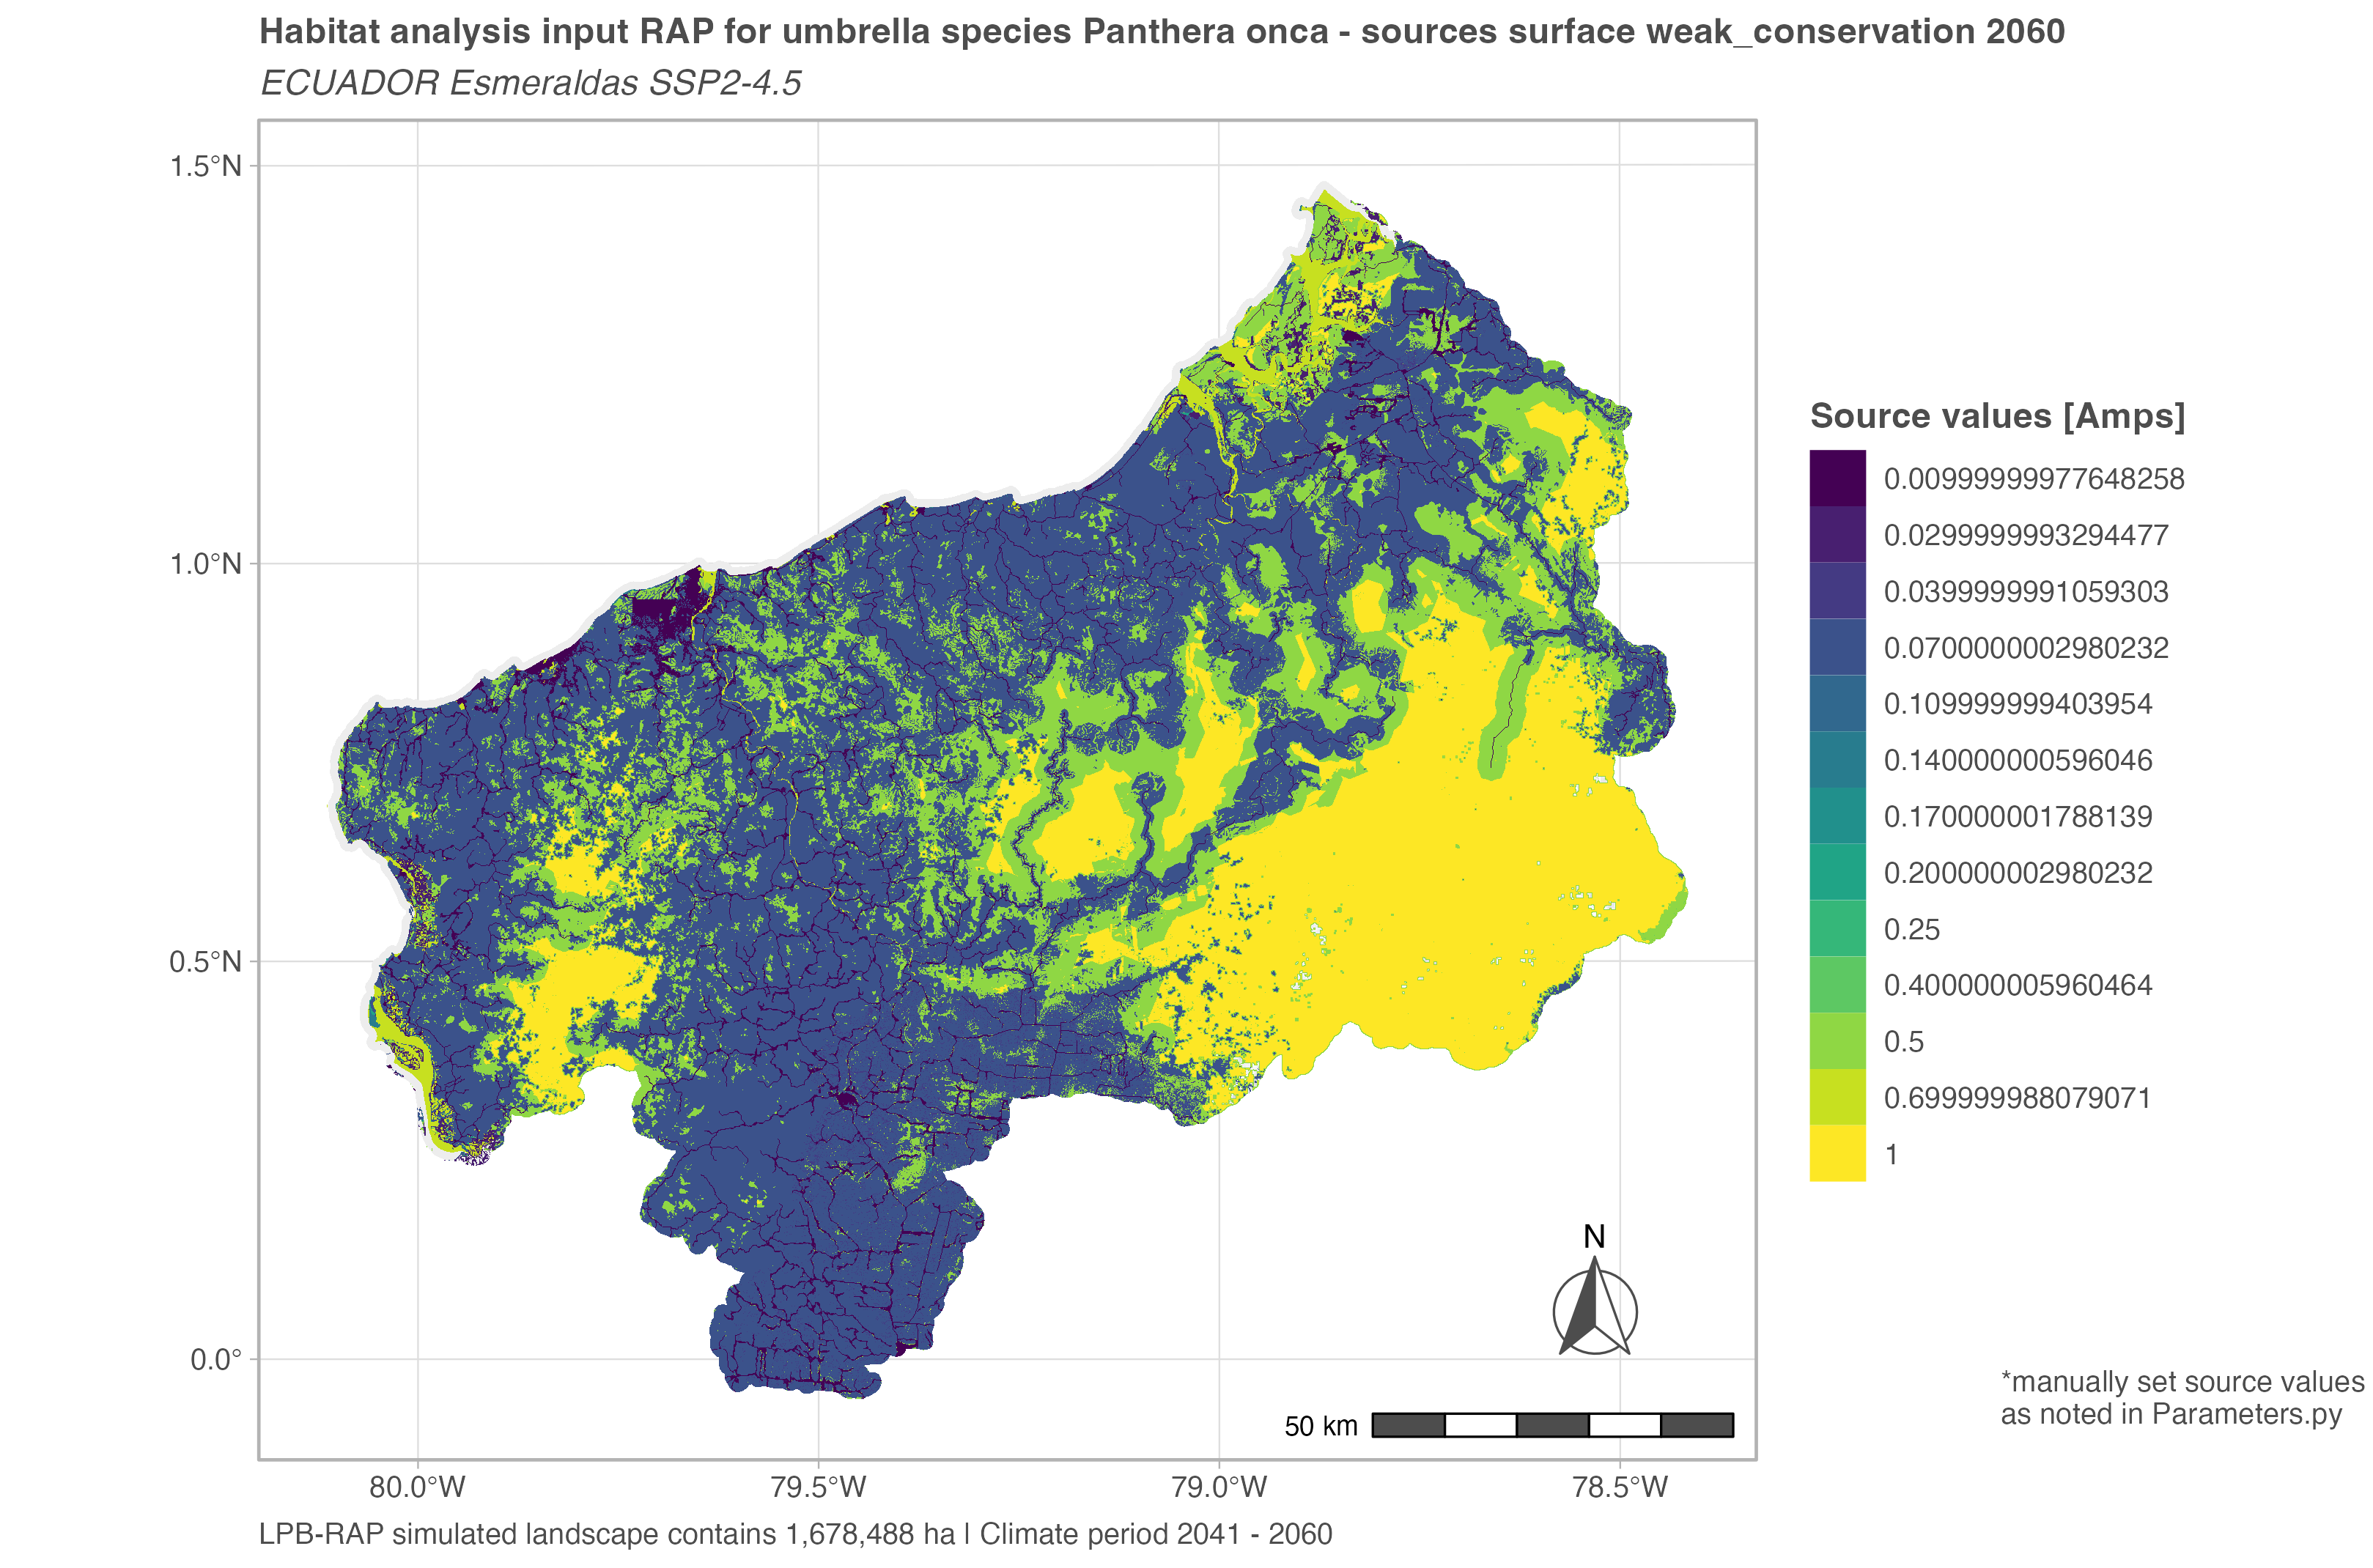 Habitat analysis input RAP for umbrella species Panthera onca - sources surface weak_conservation 2060
ECUADOR Esmeraldas SSP2-4.5
1.5°N
1.0°N
0.5°N
0.0°
80.0°W
79.5°W
79.0°W
78.5°W
N
50 km
Source values [Amps]
0.00999999977648258
0.0299999993294477
0.0399999991059303
0.0700000002980232
0.109999999403954
0.140000000596046
0.170000001788139
0.200000002980232
0.25
0.400000005960464
0.5
0.699999988079071
1
*manually set source values
as noted in Parameters.py
LPB-RAP simulated landscape contains 1,678,488 ha | Climate period 2041 - 2060